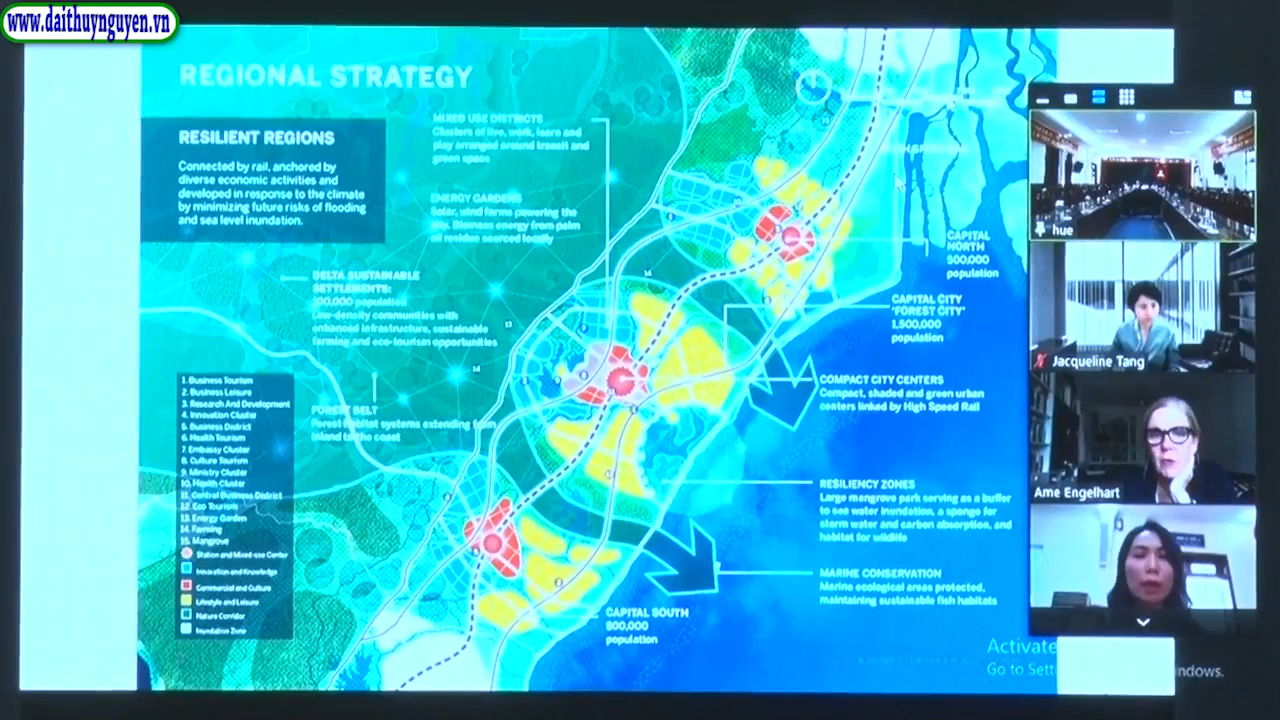 www.daithuynguyen.vn
REGIONAL STRATEGY
RESILIENT REGIONS
Connected by rail, anchored by
diverse economic activities and
developed in response to the climate
by minimizing future risks of flooding
and sea level inundation.
MIXED USE DISTRICTS
Clusters of live, work, learn and
play arranged around transit and
green space
ENERGY GARDENS
Solar, wind farms powering the
city. Biomass energy from palm
oil residue sourced locally
DELTA SUSTAINABLE
SETTLEMENTS:
population
Low-density communities with
enhanced infrastructure, sustainable
farming and eco-tourism opportunities
FOREST BELT
Forest habitat systems extending from
inland to the coast
1. Business Tourism
2. Business Leisure
3. Research And Development
4. Innovation Cluster
5. Business District
6. Health Tourism
7. Embassy Cluster
8. Culture Tourism
9. Ministry Cluster
10. Health Cluster
11. Central Business District
12. Eco Tourism
13. Energy Garden
14. Farming
15. Mangrove
Station and Mixed-use Center
Innovation and Knowledge
Commercial and Culture
Lifestyle and Leisure
Nature Corridor
Inundation Zone
14
13
14
CAPITAL
NORTH
500,000
population
CAPITAL CITY
'FOREST CITY'
1,500,000
population
COMPACT CITY CENTERS
Compact, shaded and green urban
centers linked by High Speed Rail
RESILIENCY ZONES
Large mangrove park serving as a buffer
to sea water inundation, a sponge for
storm water and carbon absorption, and
habitat for wildlife
MARINE CONSERVATION
Marine ecological areas protected,
maintaining sustainable fish habitats
CAPITAL SOUTH
800,000
population
hue
Jacqueline Tang
Ame Engelhart
Activate
Go to Sett
ndows.